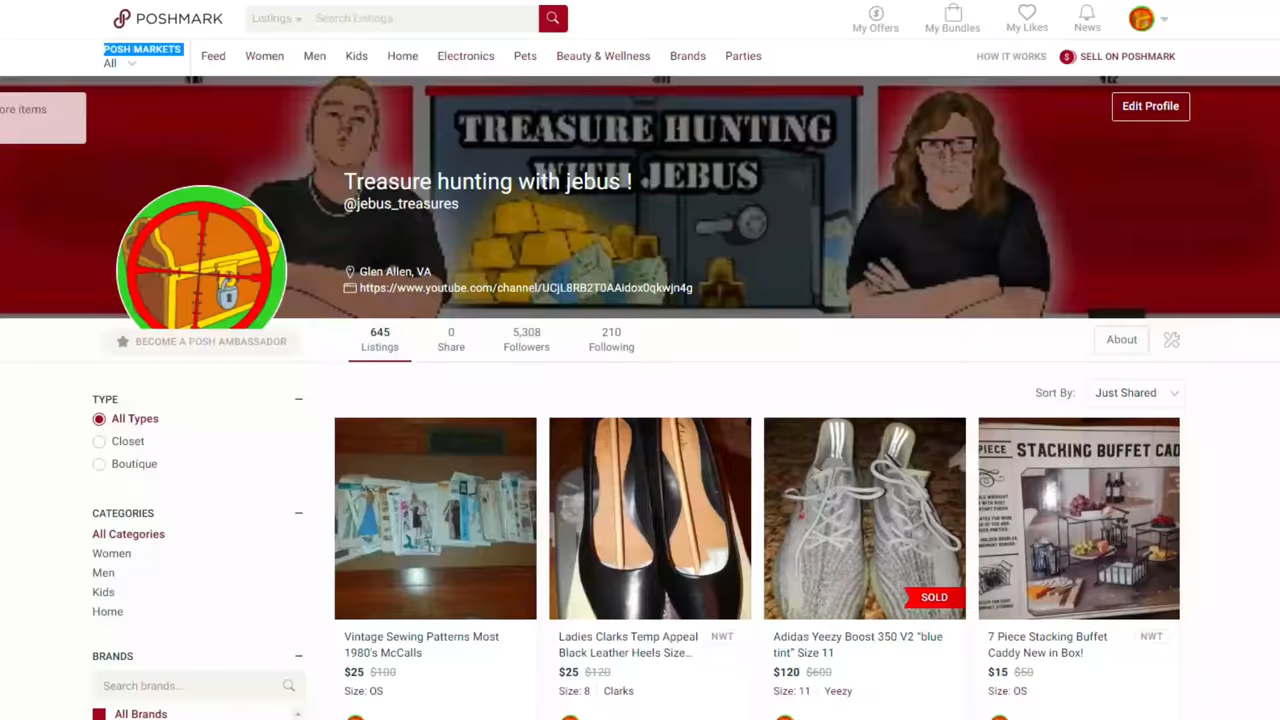 POSHMARK
Listings
Search Listings
My Offers
My Bundles
My Likes
News
POSH MARKETS
All
Feed
Women
Men
Kids
Home
Electronics
Pets
Beauty & Wellness
Brands
Parties
HOW IT WORKS
$ SELL ON POSHMARK
ore items
Edit Profile
TREASURE HUNTING
WITH JEBUS
Treasure hunting with jebus !
@jebus_treasures
Glen Allen, VA
https://www.youtube.com/channel/UCjL8RB2T0AAidox0qkwjn4g
BECOME A POSH AMBASSADOR
645
Listings
0
Share
5,308
Followers
210
Following
About
Sort By:
Just Shared
TYPE
All Types
Closet
Boutique
CATEGORIES
All Categories
Women
Men
Kids
Home
BRANDS
Search brands...
All Brands
SOLD
PIECE
STACKING BUFFET CAD
Vintage Sewing Patterns Most
1980's McCalls
$25 $100
Size: OS
Ladies Clarks Temp Appeal
Black Leather Heels Size...
NWT
$25 $120
Size: 8
Clarks
Adidas Yeezy Boost 350 V2 "blue
tint" Size 11
$120 $600
Size: 11
Yeezy
7 Piece Stacking Buffet
Caddy New in Box!
NWT
$15 $50
Size: OS